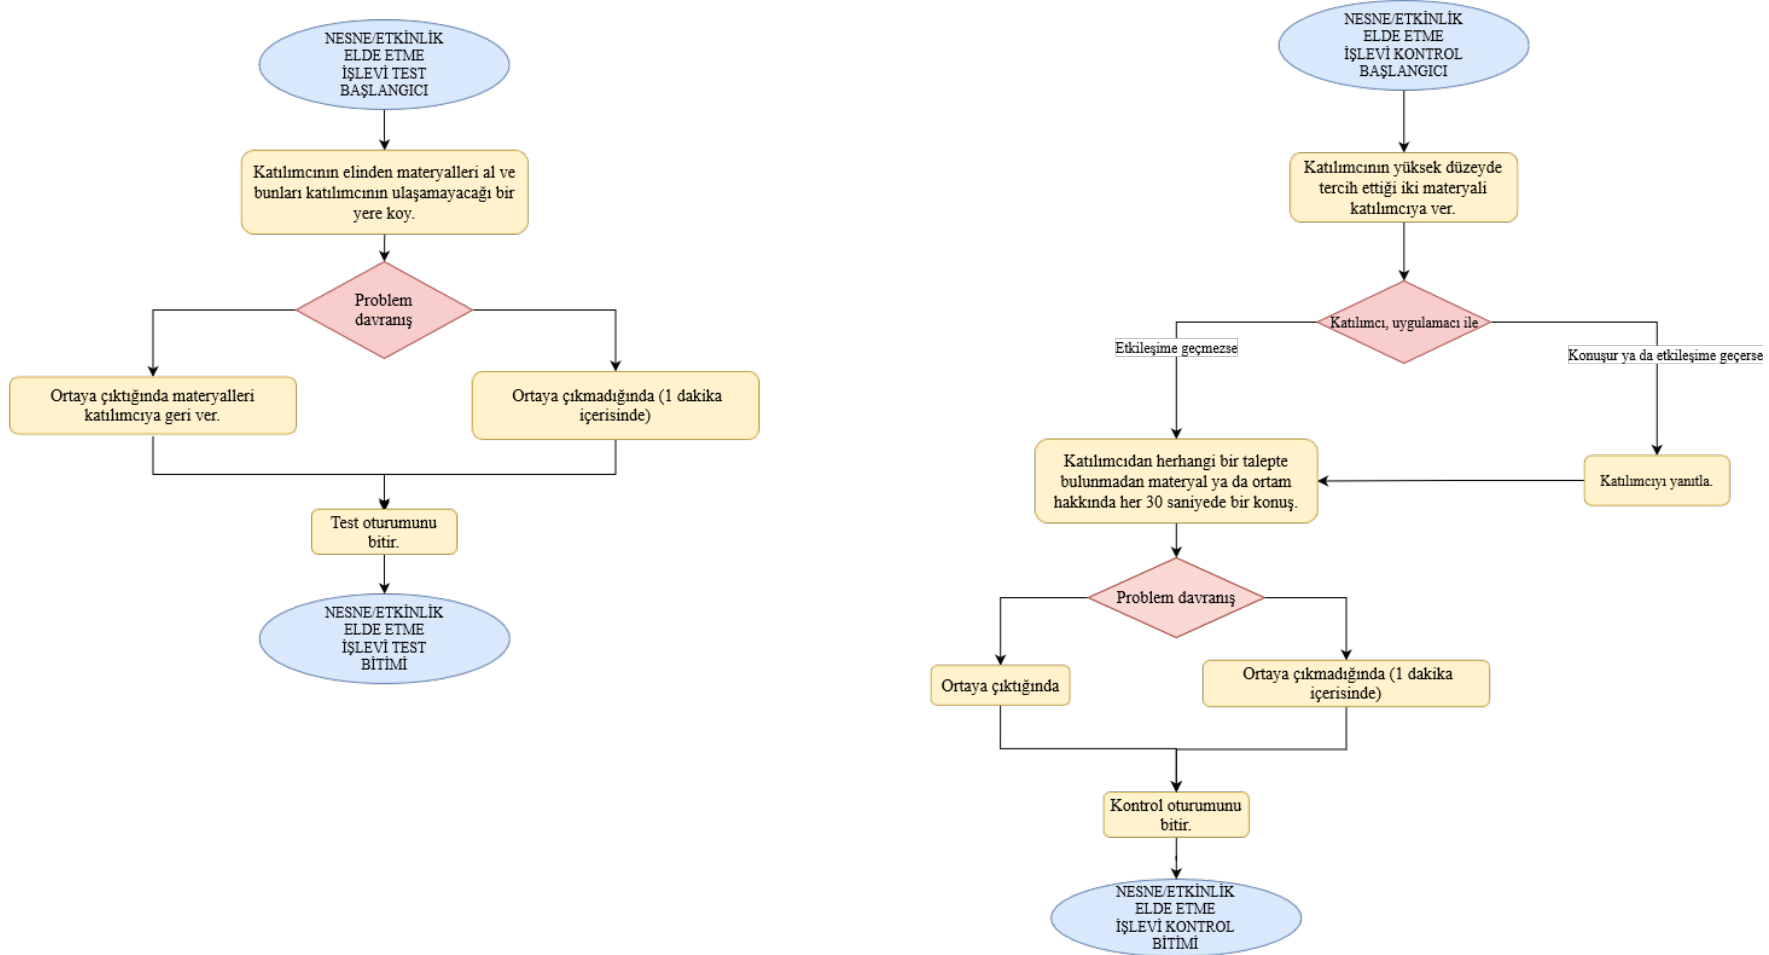 NESNE/ETKİNLİK
ELDE ETME
İŞLEVİ TEST
BAŞLANGICI
Katılımcının elinden materyalleri al ve
bunları katılımcının ulaşamayacağı bir
yere koy.
Problem
davranış
Ortaya çıktığında materyalleri
katılımcıya geri ver.
Ortaya çıkmadığında (1 dakika
içerisinde)
Test oturumunu
bitir.
NESNE/ETKİNLİK
ELDE ETME
İŞLEVİ TEST
BİTİMİ
NESNE/ETKİNLİK
ELDE ETME
İŞLEVİ KONTROL
BAŞLANGICI
Katılımcının yüksek düzeyde
tercih ettiği iki materyali
katılımcıya ver.
Katılımcı, uygulamacı ile
Etkileşime geçmezse
Konuşur ya da etkileşime geçerse
Katılımcıdan herhangi bir talepte
bulunmadan materyal ya da ortam
hakkında her 30 saniyede bir konuş.
Katılımcıyı yanıtla.
Problem davranış
Ortaya çıktığında
Ortaya çıkmadığında (1 dakika
içerisinde)
Kontrol oturumunu
bitir.
NESNE/ETKİNLİK
ELDE ETME
İŞLEVİ KONTROL
BİTİMİ